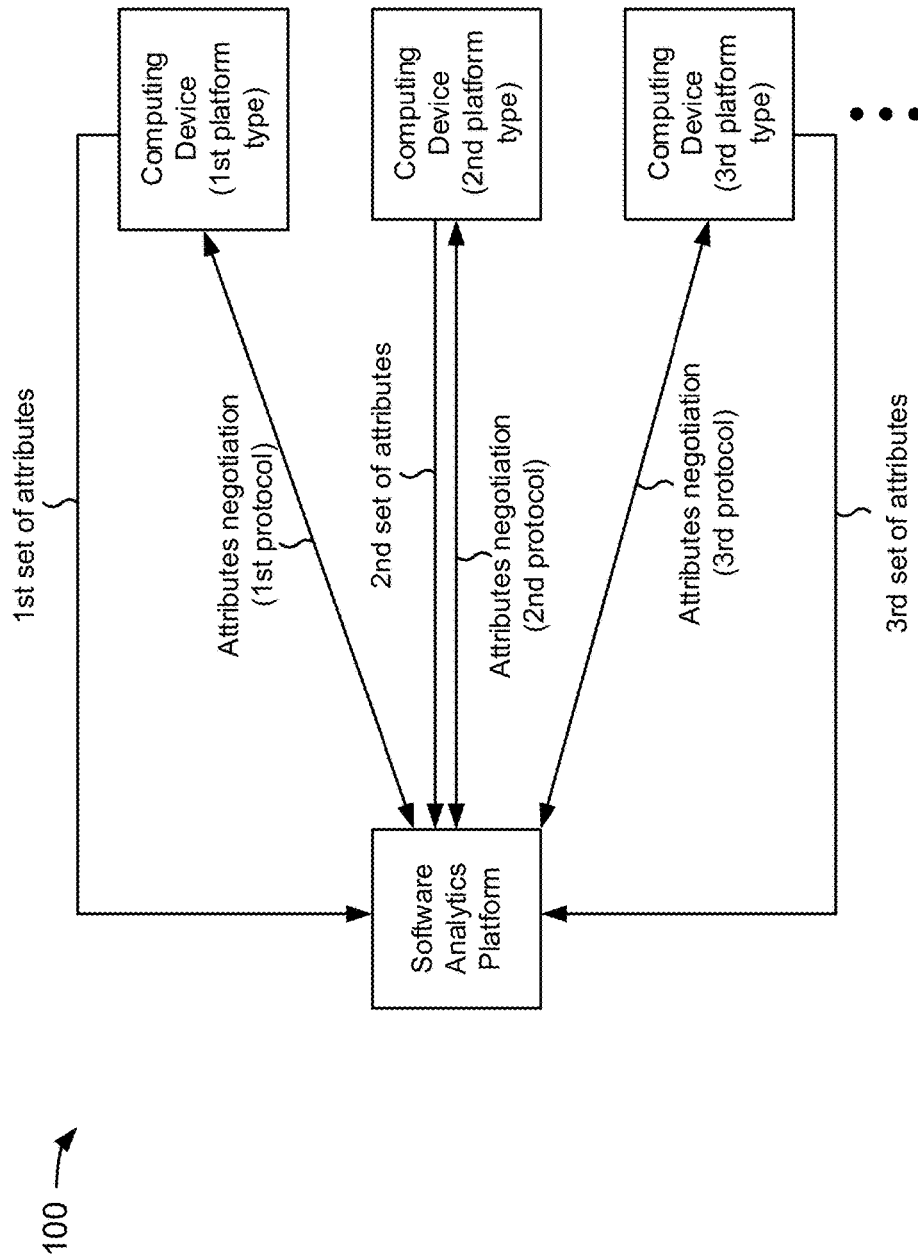 100
1st set of attributes
Computing
Device
(1st platform
type)
Attributes negotiation
(1st protocol)
2nd set of attributes
Software
Analytics
Platform
Computing
Device
(2nd platform
type)
Attributes negotiation
(2nd protocol)
Attributes negotiation
(3rd protocol)
Computing
Device
(3rd platform
type)
3rd set of attributes